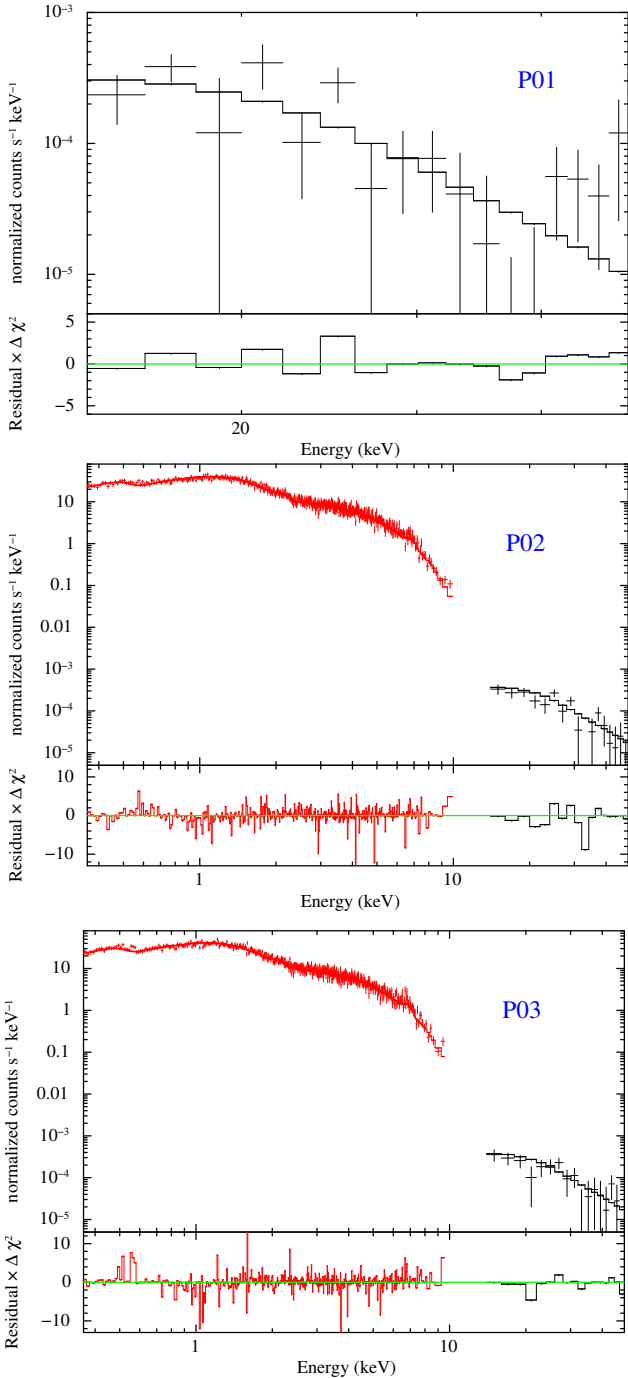 10⁻³
P01
normalized counts s⁻¹ keV⁻¹
10⁻⁴
10⁻⁵
5
Residual × Δ χ²
0
−5
20
Energy (keV)
10
P02
1
normalized counts s⁻¹ keV⁻¹
0.1
0.01
10⁻³
10⁻⁴
10⁻⁵
10
Residual × Δ χ²
0
−10
1
10
Energy (keV)
10
P03
1
normalized counts s⁻¹ keV⁻¹
0.1
0.01
10⁻³
10⁻⁴
10⁻⁵
10
Residual × Δ χ²
0
−10
1
10
Energy (keV)